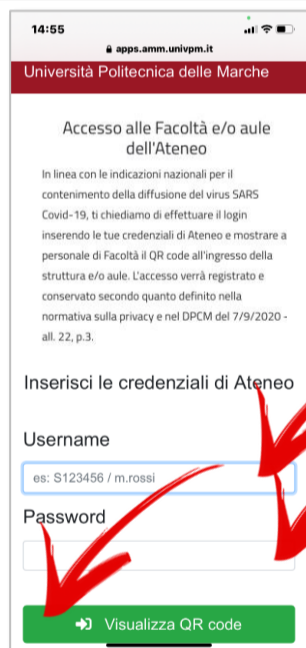 14:55
apps.amm.univpm.it
Università Politecnica delle Marche
Accesso alle Facoltà e/o aule
dell'Ateneo
In linea con le indicazioni nazionali per il
contenimento della diffusione del virus SARS
Covid-19, ti chiediamo di effettuare il login
inserendo le tue credenziali di Ateneo e mostrare a
personale di Facoltà il QR code all'ingresso della
struttura e/o aule. L'accesso verrà registrato e
conservato secondo quanto definito nella
normativa sulla privacy e nel DPCM del 7/9/2020 -
all. 22, p.3.
Inserisci le credenziali di Ateneo
Username
es: S123456 / m.rossi
Password
Visualizza QR code